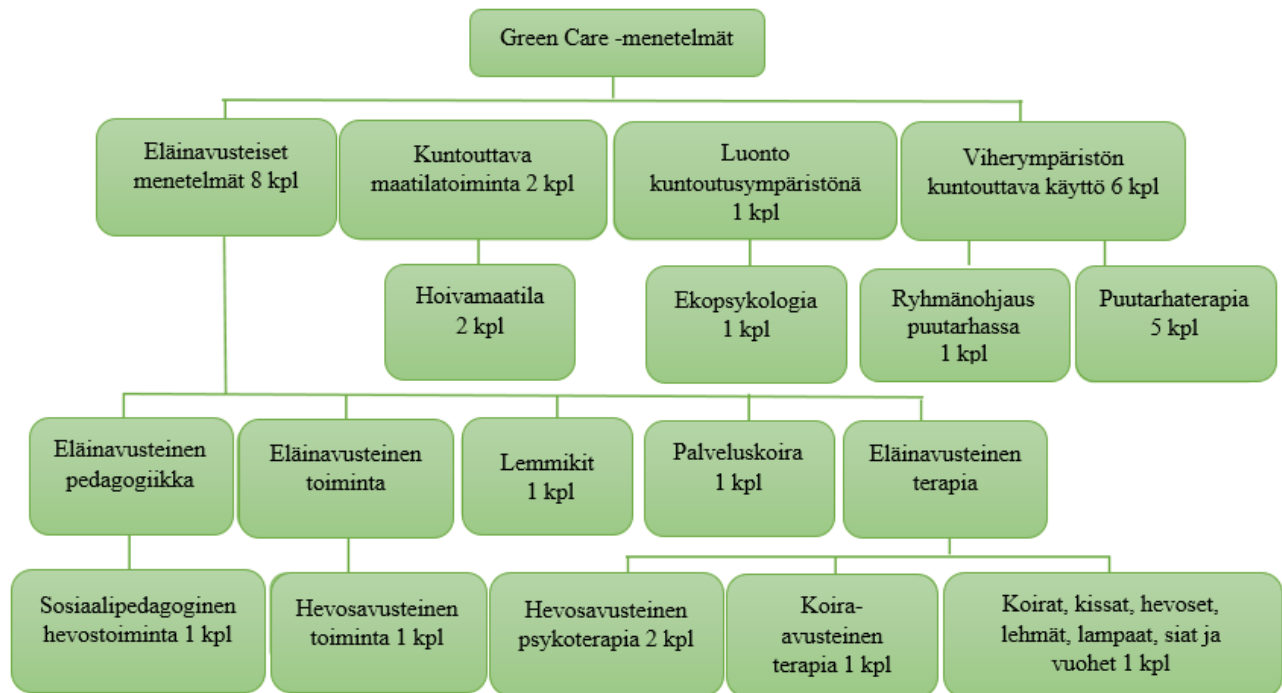 Green Care -menetelmät
Eläinavusteiset
menetelmät 8 kpl
Kuntouttava
maatilatoiminta 2 kpl
Luonto
kuntoutusympäristönä
1 kpl
Viherympäristön
kuntouttava käyttö 6 kpl
Hoivamaatila
2 kpl
Ekopsykologia
1 kpl
Ryhmänohjaus
puutarhassa
1 kpl
Puutarhaterapia
5 kpl
Eläinavusteinen
pedagogiikka
Eläinavusteinen
toiminta
Lemmikit
1 kpl
Palveluskoira
1 kpl
Eläinavusteinen
terapia
Sosiaalipedagoginen
hevostoiminta 1 kpl
Hevosavusteinen
toiminta 1 kpl
Hevosavusteinen
psykoterapia 2 kpl
Koira-
avusteinen
terapia 1 kpl
Koirat, kissat, hevoset,
lehmät, lampaat, siat ja
vuohet 1 kpl